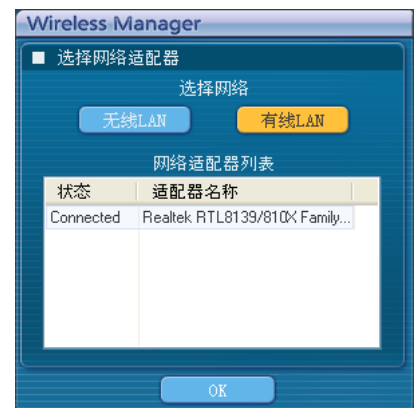 Wireless Manager
选择网络适配器
选择网络
无线LAN 有线LAN
网络适配器列表
状态 适配器名称
Connected Realtek RTL8139/810X Family...
OK